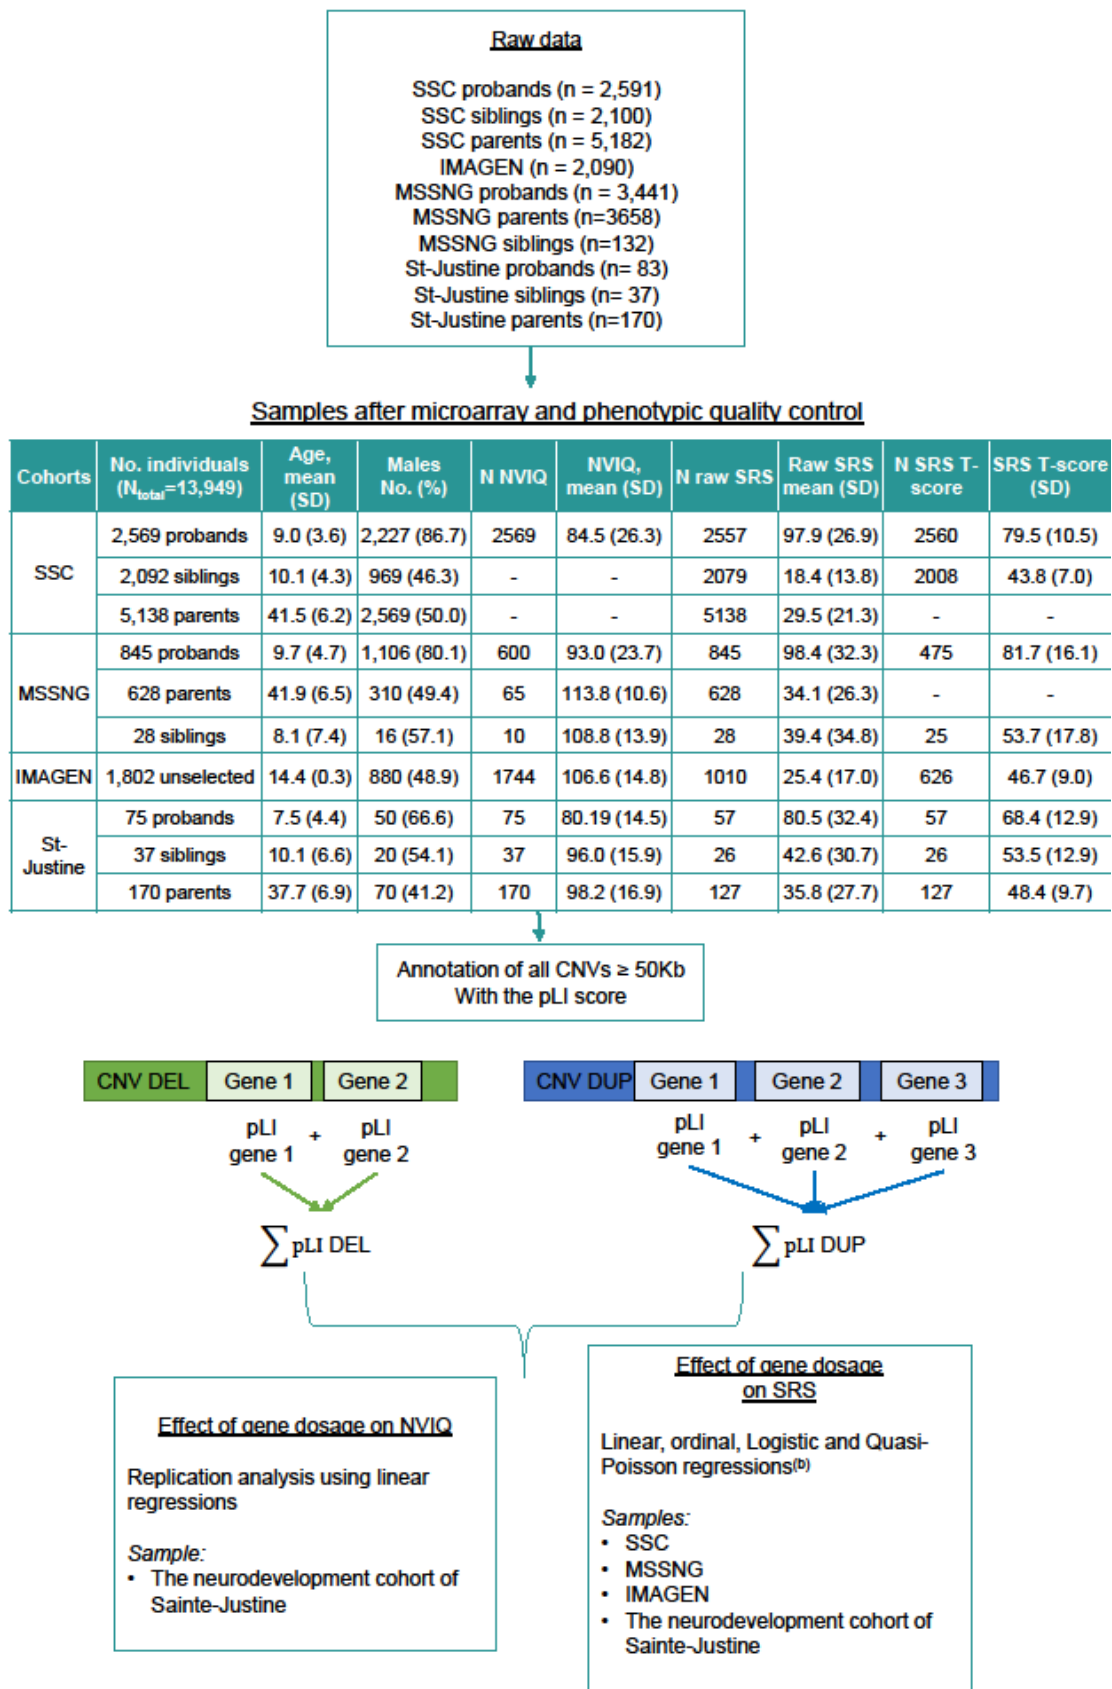 Raw data
SSC probands (n = 2,591)
SSC siblings (n = 2,100)
SSC parents (n = 5,182)
IMAGEN (n = 2,090)
MSSNG probands (n = 3,441)
MSSNG parents (n=3658)
MSSNG siblings (n=132)
St-Justine probands (n= 83)
St-Justine siblings (n= 37)
St-Justine parents (n=170)
Samples after microarray and phenotypic quality control
Cohorts | No. individuals (Ntotal=13,949) | Age, mean (SD) | Males No. (%) | N NVIQ | NVIQ, mean (SD) | N raw SRS | Raw SRS mean (SD) | N SRS T-score | SRS T-score (SD)
SSC | 2,569 probands | 9.0 (3.6) | 2,227 (86.7) | 2569 | 84.5 (26.3) | 2557 | 97.9 (26.9) | 2560 | 79.5 (10.5)
2,092 siblings | 10.1 (4.3) | 969 (46.3) | - | - | 2079 | 18.4 (13.8) | 2008 | 43.8 (7.0)
5,138 parents | 41.5 (6.2) | 2,569 (50.0) | - | - | 5138 | 29.5 (21.3) | - | -
MSSNG | 845 probands | 9.7 (4.7) | 1,106 (80.1) | 600 | 93.0 (23.7) | 845 | 98.4 (32.3) | 475 | 81.7 (16.1)
628 parents | 41.9 (6.5) | 310 (49.4) | 65 | 113.8 (10.6) | 628 | 34.1 (26.3) | - | -
28 siblings | 8.1 (7.4) | 16 (57.1) | 10 | 108.8 (13.9) | 28 | 39.4 (34.8) | 25 | 53.7 (17.8)
IMAGEN | 1,802 unselected | 14.4 (0.3) | 880 (48.9) | 1744 | 106.6 (14.8) | 1010 | 25.4 (17.0) | 626 | 46.7 (9.0)
St-Justine | 75 probands | 7.5 (4.4) | 50 (66.6) | 75 | 80.19 (14.5) | 57 | 80.5 (32.4) | 57 | 68.4 (12.9)
37 siblings | 10.1 (6.6) | 20 (54.1) | 37 | 96.0 (15.9) | 26 | 42.6 (30.7) | 26 | 53.5 (12.9)
170 parents | 37.7 (6.9) | 70 (41.2) | 170 | 98.2 (16.9) | 127 | 35.8 (27.7) | 127 | 48.4 (9.7)
Annotation of all CNVs ≥ 50Kb
With the pLI score
CNV DEL Gene 1 Gene 2
pLI gene 1 + pLI gene 2
∑ pLI DEL
CNV DUP Gene 1 Gene 2 Gene 3
pLI gene 1 + pLI gene 2 + pLI gene 3
∑ pLI DUP
Effect of gene dosage on NVIQ
Replication analysis using linear
regressions
Sample:
• The neurodevelopment cohort of
Sainte-Justine
Effect of gene dosage
on SRS
Linear, ordinal, Logistic and Quasi-
Poisson regressions(b)
Samples:
• SSC
• MSSNG
• IMAGEN
• The neurodevelopment cohort of
Sainte-Justine